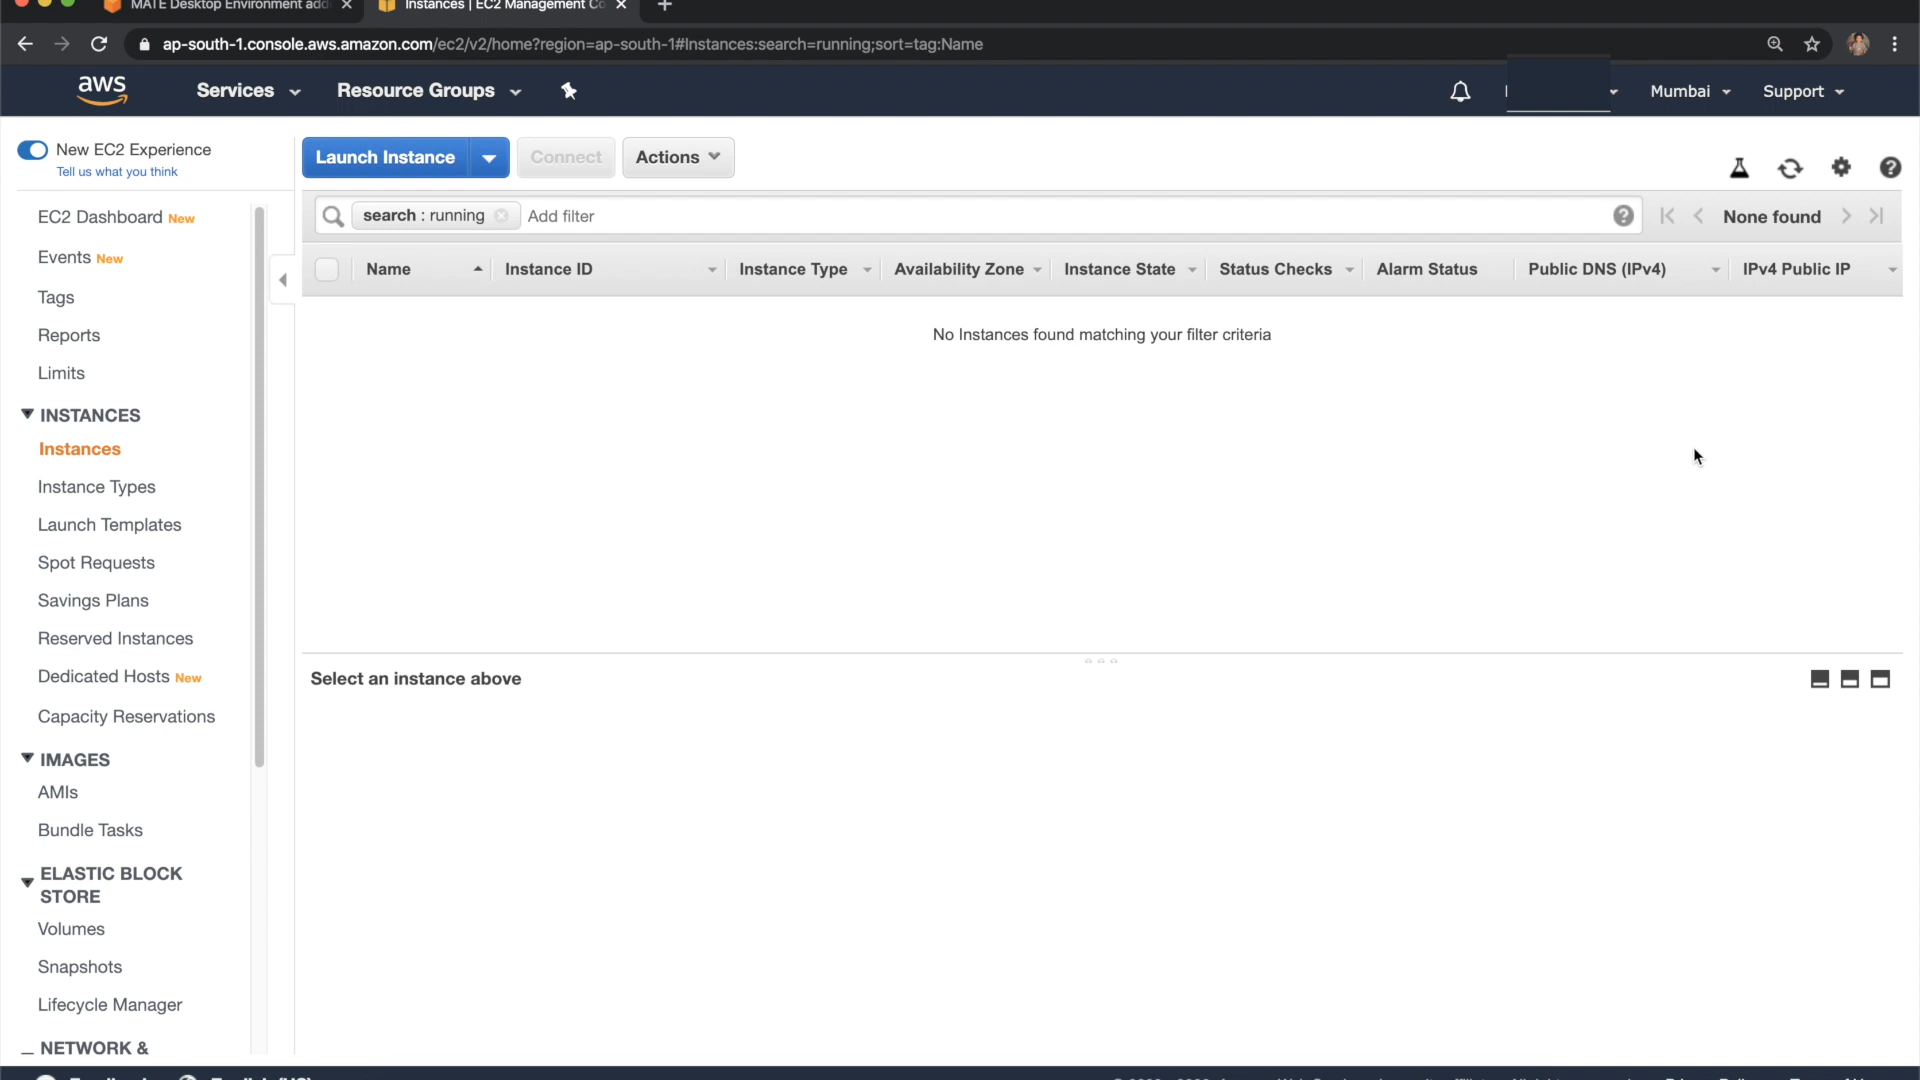 MATE Desktop Environment add
Instances | EC2 Management Co
ap-south-1.console.aws.amazon.com/ec2/v2/home?region=ap-south-1#Instances:search=running;sort=tag:Name
aws
Services
Resource Groups
Mumbai
Support
New EC2 Experience
Tell us what you think
Launch Instance
Connect
Actions
EC2 Dashboard New
Events New
Tags
Reports
Limits
INSTANCES
Instances
Instance Types
Launch Templates
Spot Requests
Savings Plans
Reserved Instances
Dedicated Hosts New
Capacity Reservations
IMAGES
AMIs
Bundle Tasks
ELASTIC BLOCK
STORE
Volumes
Snapshots
Lifecycle Manager
NETWORK &
search : running
Add filter
None found
Name
Instance ID
Instance Type
Availability Zone
Instance State
Status Checks
Alarm Status
Public DNS (IPv4)
IPv4 Public IP
No Instances found matching your filter criteria
Select an instance above